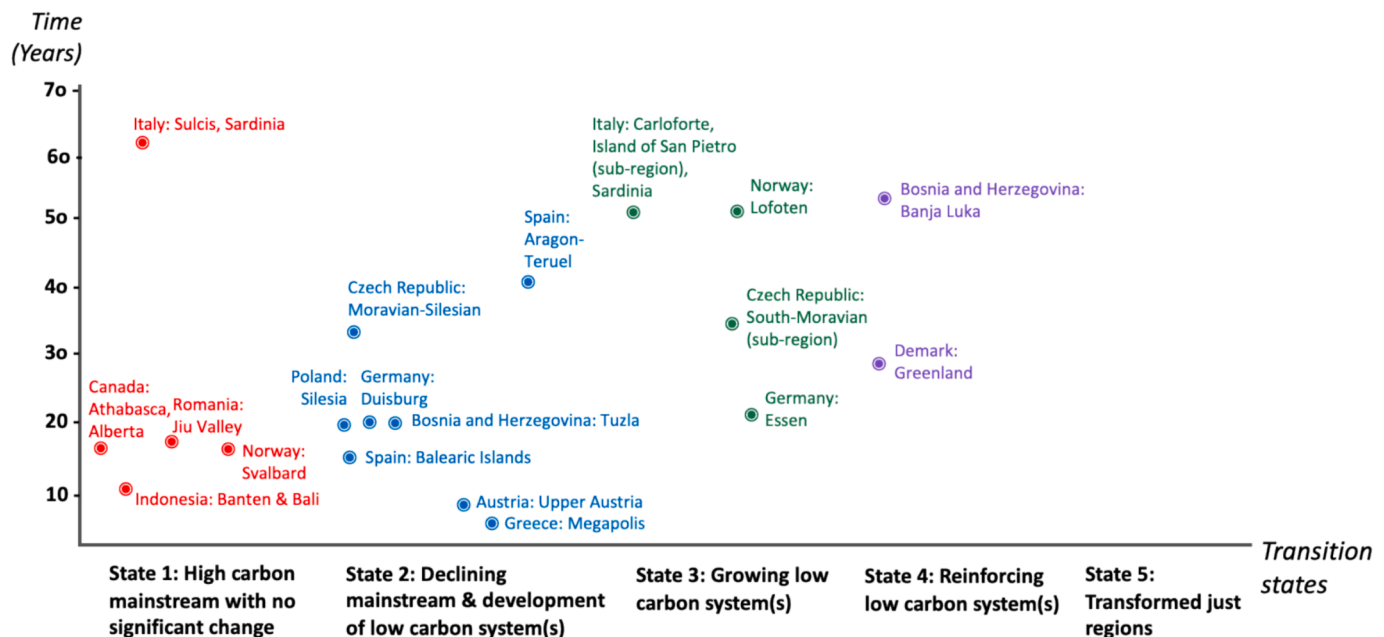 Time
(Years)
7o
6o
5o
4o
3o
20
10
Italy: Sulcis, Sardinia
Canada:
Athabasca,
Alberta
Romania:
Jiu Valley
Norway:
Svalbard
Indonesia: Banten & Bali
Czech Republic:
Moravian-Silesian
Poland:
Silesia
Germany:
Duisburg
Bosnia and Herzegovina: Tuzla
Spain: Balearic Islands
Austria: Upper Austria
Greece: Megapolis
Spain:
Aragon-
Teruel
Italy: Carloforte,
Island of San Pietro
(sub-region),
Sardinia
Norway:
Lofoten
Czech Republic:
South-Moravian
(sub-region)
Germany:
Essen
Bosnia and Herzegovina:
Banja Luka
Demark:
Greenland
State 1: High carbon
mainstream with no
significant change
State 2: Declining
mainstream & development
of low carbon system(s)
State 3: Growing low
carbon system(s)
State 4: Reinforcing
low carbon system(s)
State 5:
Transformed just
regions
Transition
states